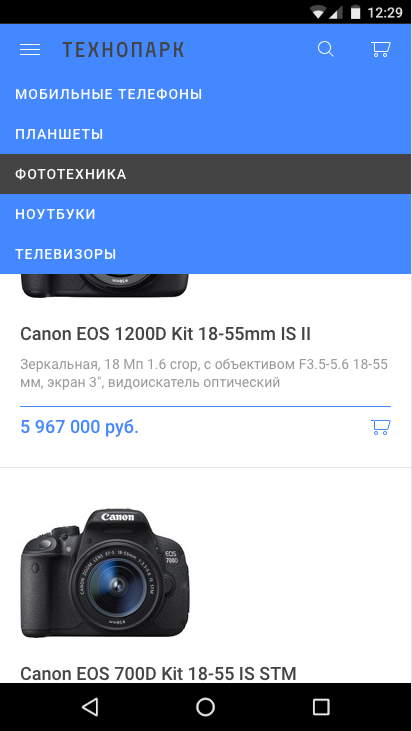 12:29
ТЕХНОПАРК
МОБИЛЬНЫЕ ТЕЛЕФОНЫ
ПЛАНШЕТЫ
ФОТОТЕХНИКА
НОУТБУКИ
ТЕЛЕВИЗОРЫ
Canon EOS 1200D Kit 18-55mm IS II
Зеркальная, 18 Мп 1.6 crop, с объективом F3.5-5.6 18-55
мм, экран 3", видоискатель оптический
5 967 000 руб.
Canon
EOS
700D
Canon EOS 700D Kit 18-55 IS STM